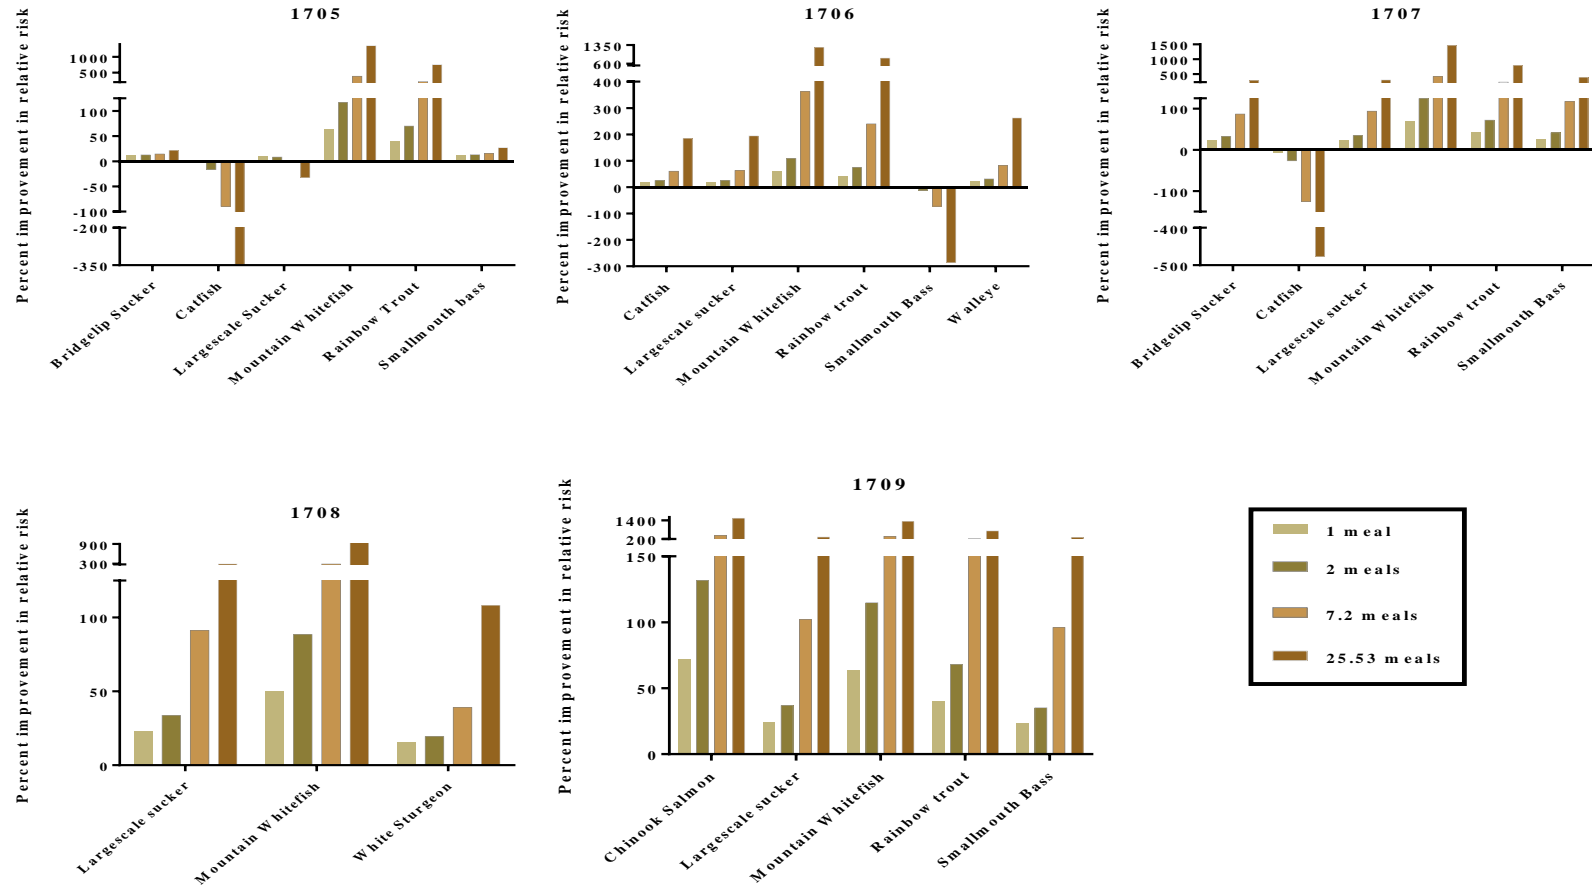 1705
Percent improvement in relative risk
1000
500
100
50
0
-50
-100
-200
-350
Bridgelip Sucker
Catfish
Largescale Sucker
Mountain Whitefish
Rainbow Trout
Smallmouth bass
1706
Percent improvement in relative risk
1350
600
400
300
200
100
0
-100
-200
-300
Catfish
Largescale sucker
Mountain Whitefish
Rainbow trout
Smallmouth Bass
Walleye
1707
Percent improvement in relative risk
1500
1000
500
100
0
-100
-400
-500
Bridgelip Sucker
Catfish
Largescale sucker
Mountain Whitefish
Rainbow trout
Smallmouth Bass
1708
Percent improvement in relative risk
900
300
100
50
0
Largescale sucker
Mountain Whitefish
White Sturgeon
1709
Percent improvement in relative risk
1400
200
150
100
50
0
Chinook Salmon
Largescale sucker
Mountain Whitefish
Rainbow trout
Smallmouth Bass
1 meal
2 meals
7.2 meals
25.53 meals